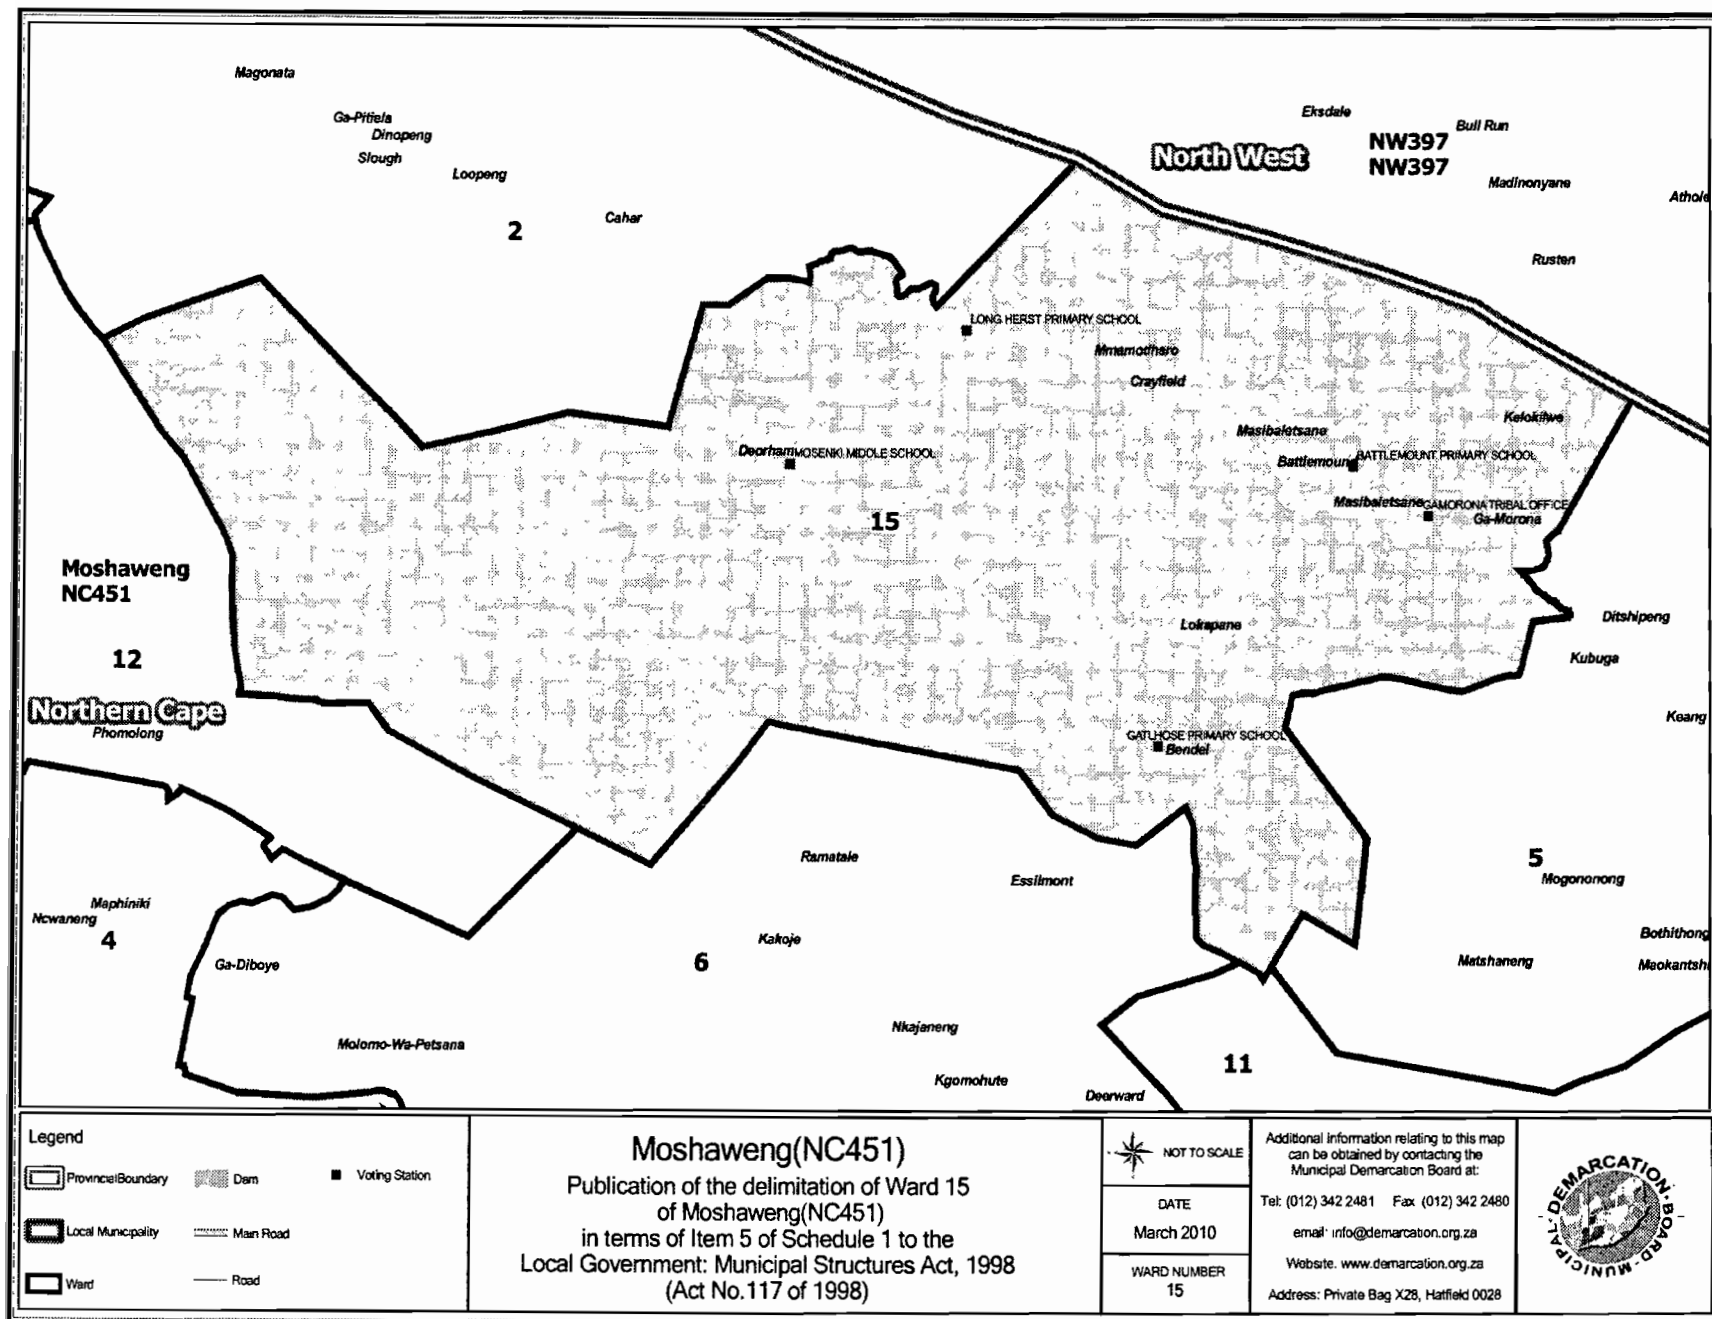 Magonata
Ga-Pitiela
Dinopeng
Slough
Loopeng
Cahar
2
Eksdale
Bull Run
North West
NW397
NW397
Madinonyane
Athole
Rusten
LONG HERST PRIMARY SCHOOL
Mmamotlharo
Crayfield
Kelokilwe
Masibaletsane
Deorham
MOSENKI MIDDLE SCHOOL
Battlemoun
BATTLEMOUNT PRIMARY SCHOOL
Masibaletsane
GAMORONA TRIBAL OFFICE
Ga-Morona
15
Moshaweng
NC451
12
Northern Cape
Phomolong
Lokapane
Ditshipeng
Kubuga
Keang
GATLHOSE PRIMARY SCHOOL
Bendel
Ramatale
Essilmont
5
Mogononong
Maphiniki
Ncwaneng
4
Ga-Diboye
Kakoje
6
Bothithong
Matshaneng
Maokantshi
Nkajaneng
Molomo-Wa-Petsana
11
Kgomohute
Deerward
Legend
ProvincialBoundary
Dam
Voting Station
Local Municipality
Main Road
Ward
Road
Moshaweng(NC451)
Publication of the delimitation of Ward 15
of Moshaweng(NC451)
in terms of Item 5 of Schedule 1 to the
Local Government: Municipal Structures Act, 1998
(Act No.117 of 1998)
NOT TO SCALE
DATE
March 2010
WARD NUMBER
15
Additional information relating to this map
can be obtained by contacting the
Municipal Demarcation Board at:
Tel: (012) 342 2481 Fax (012) 342 2480
email: info@demarcation.org.za
Website. www.demarcation.org.za
Address: Private Bag X28, Hatfield 0028
MUNICIPAL DEMARCATION BOARD